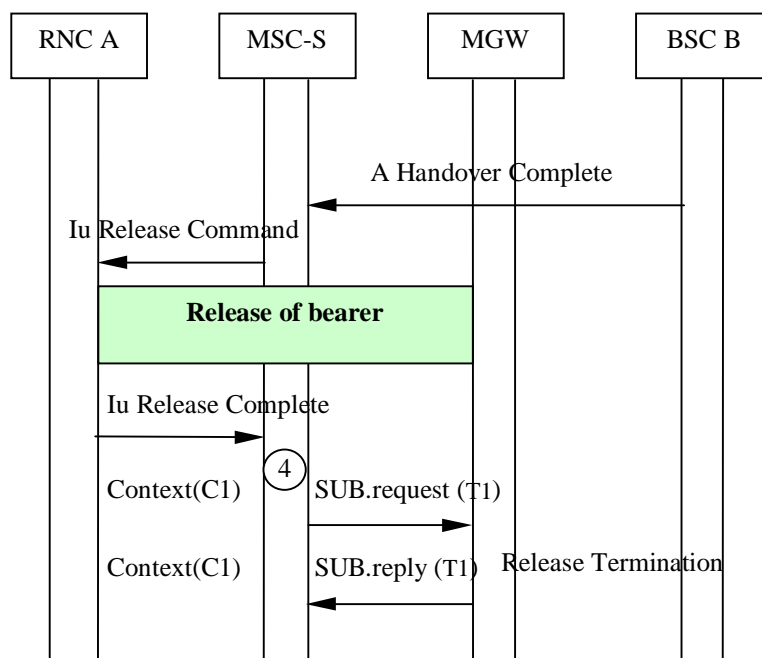 RNC A
MSC-S
MGW
BSC B
A Handover Complete
Iu Release Command
Release of bearer
Iu Release Complete
4
Context(C1)
SUB.request (T1)
Context(C1)
SUB.reply (T1)
Release Termination